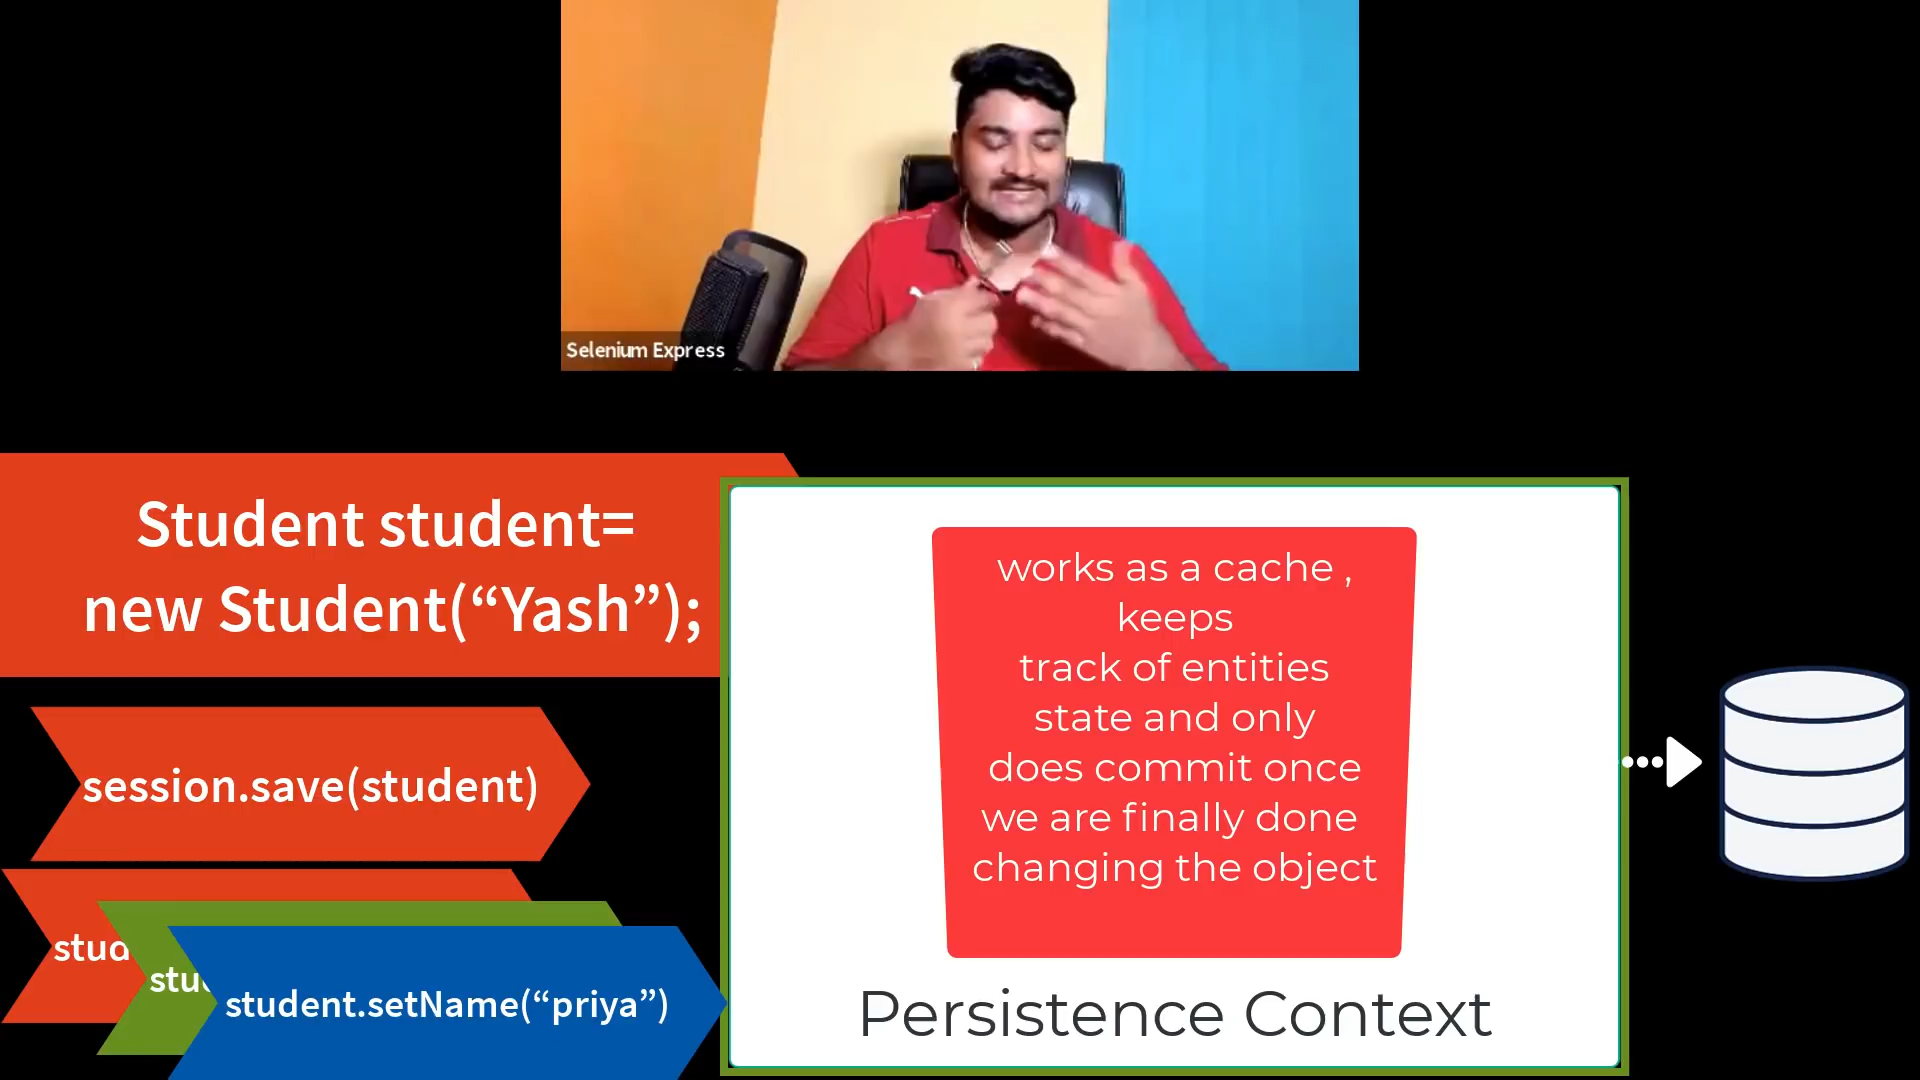 Selenium Express
Student student=
new Student(“Yash”);
session.save(student)
stud
stu
student.setName(“priya”)
works as a cache ,
keeps
track of entities
state and only
does commit once
we are finally done
changing the object
Persistence Context